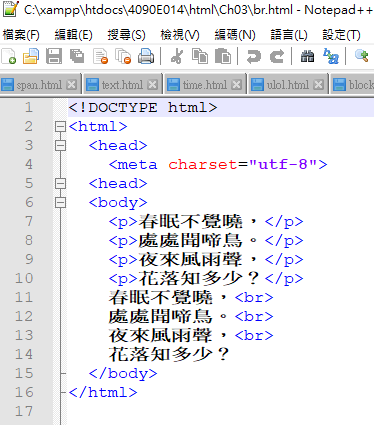 C:\xampp\htdocs\4090E014\html\Ch03\br.html - Notepad++
檔案(F) 編輯(E) 搜尋(S) 檢視(V) 編碼(N) 語言(L) 設定(T)
span.html text.html time.html ulol.html block
1 <!DOCTYPE html>
2 <html>
3 <head>
4 <meta charset="utf-8">
5 <head>
6 <body>
7 <p>春眠不覺曉，</p>
8 <p>處處聞啼鳥。</p>
9 <p>夜來風雨聲，</p>
10 <p>花落知多少？</p>
11 春眠不覺曉，<br>
12 處處聞啼鳥。<br>
13 夜來風雨聲，<br>
14 花落知多少？
15 </body>
16 </html>
17